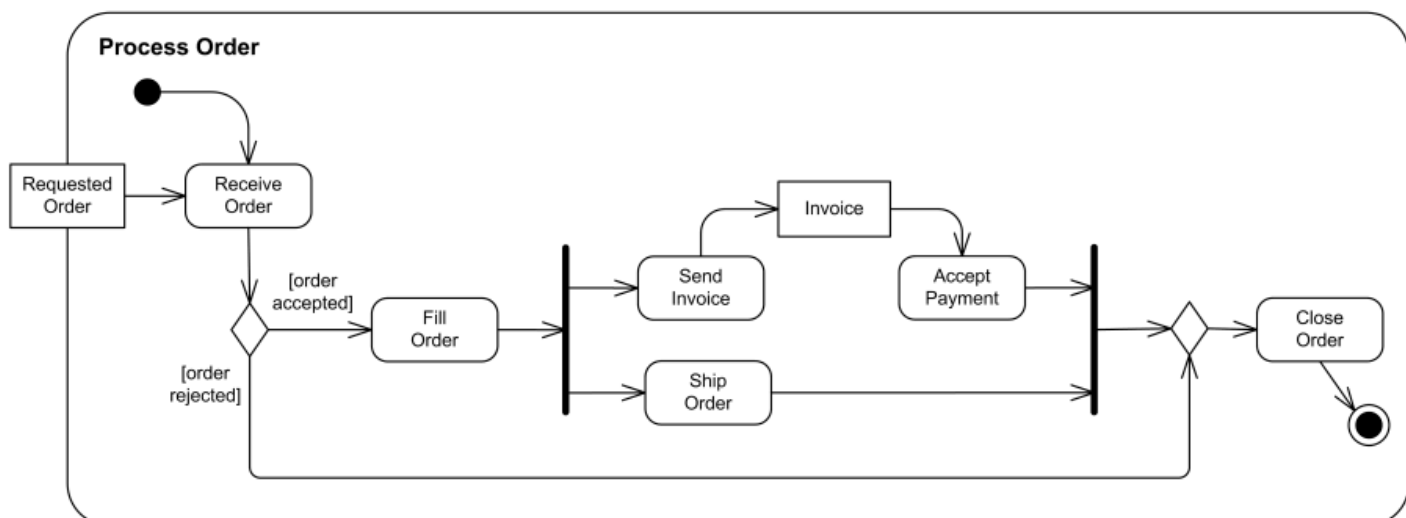 Process Order
Requested
Order
Receive
Order
[order
accepted]
[order
rejected]
Fill
Order
Send
Invoice
Invoice
Accept
Payment
Ship
Order
Close
Order